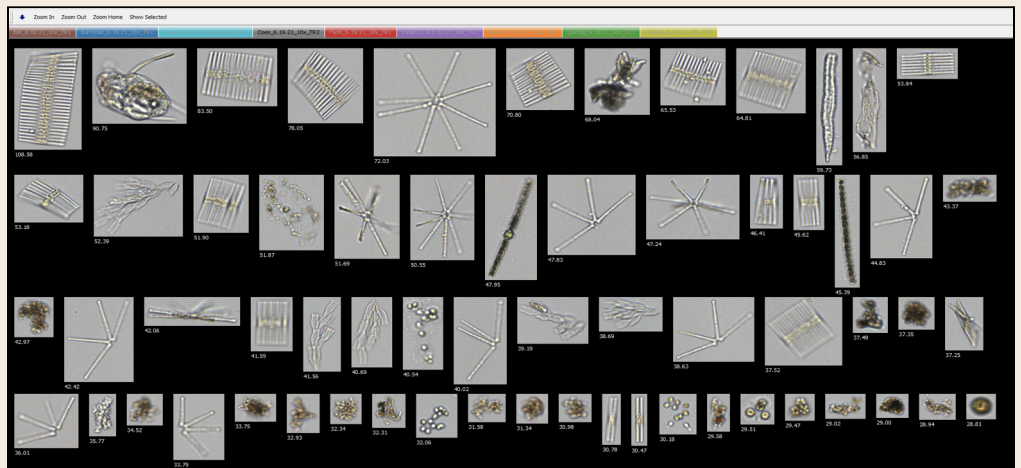 Zoom In Zoom Out Zoom Home Show Selected
Coes_6.19.21_10x_TR2
108.58 90.75 83.50 78.05 72.03 70.80 68.04 65.53 64.81 59.73 56.85 53.84
53.18 52.39 51.90 51.87 51.69 50.55 47.95 47.83 47.24 46.41 45.62 45.39 44.83 43.37
42.97 42.42 42.06 41.59 41.56 40.69 40.54 40.02 39.19 38.69 38.63 37.52 37.49 37.35 37.25
36.01 35.77 34.52 33.79 33.75 32.93 32.34 32.31 32.06 31.58 31.34 30.98 30.78 30.47 30.18 29.58 29.51 29.47 29.02 29.00 28.94 28.81